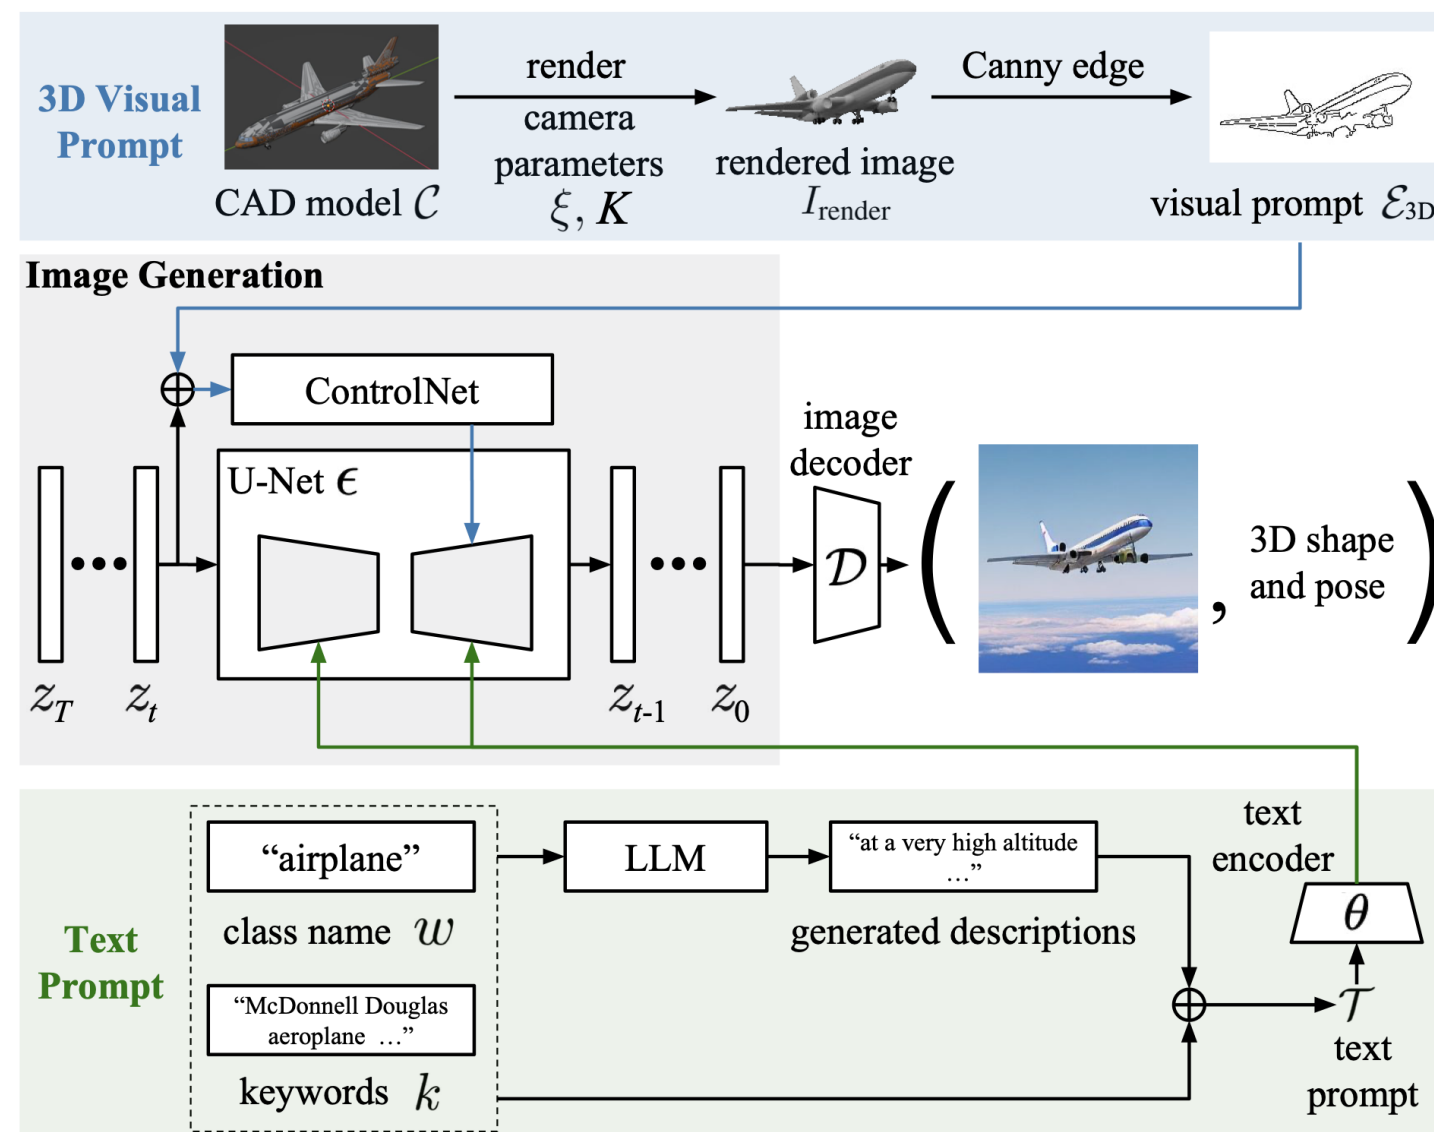 3D Visual
Prompt
CAD model 𝒞
render
camera
parameters
ξ, K
rendered image
I_render
Canny edge
visual prompt ℰ_3D
Image Generation
ControlNet
U-Net ϵ
z_T
z_t
z_t-1
z_0
image
decoder
𝒟
( ,
3D shape
and pose
)
Text
Prompt
“airplane”
class name w
“McDonnell Douglas
aeroplane …”
keywords k
LLM
“at a very high altitude
…”
generated descriptions
text
encoder
θ
𝒯
text
prompt